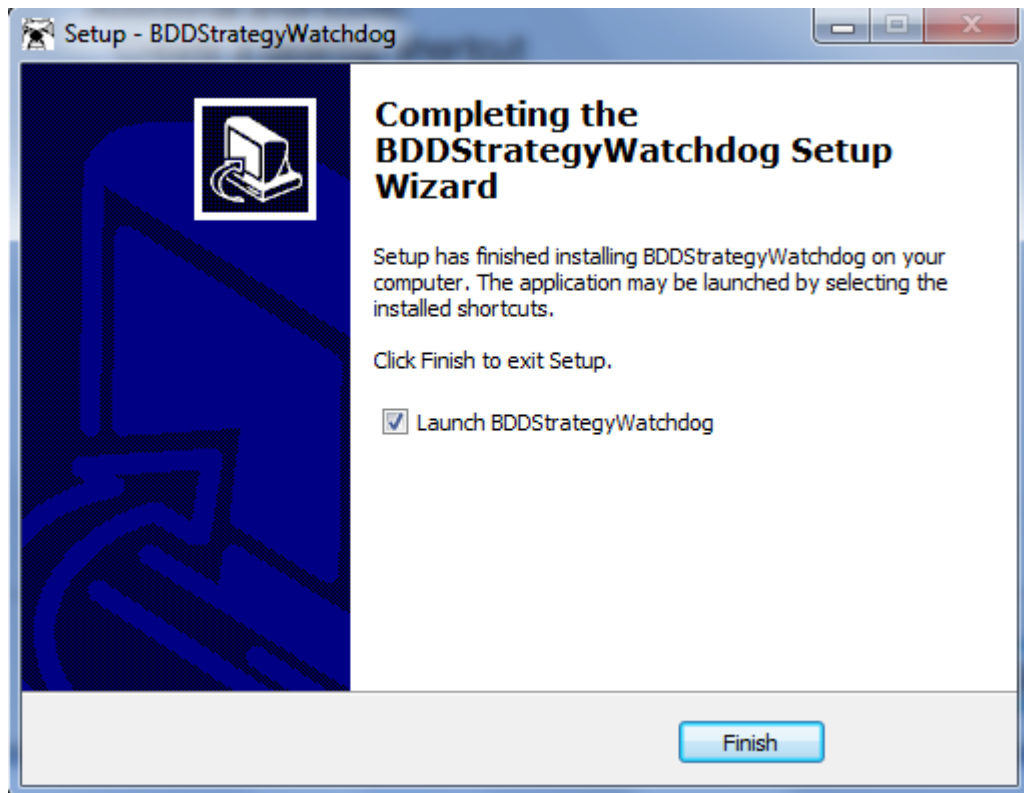 Setup - BDDStrategyWatchdog
Completing the
BDDStrategyWatchdog Setup
Wizard
Setup has finished installing BDDStrategyWatchdog on your
computer. The application may be launched by selecting the
installed shortcuts.
Click Finish to exit Setup.
Launch BDDStrategyWatchdog
Finish